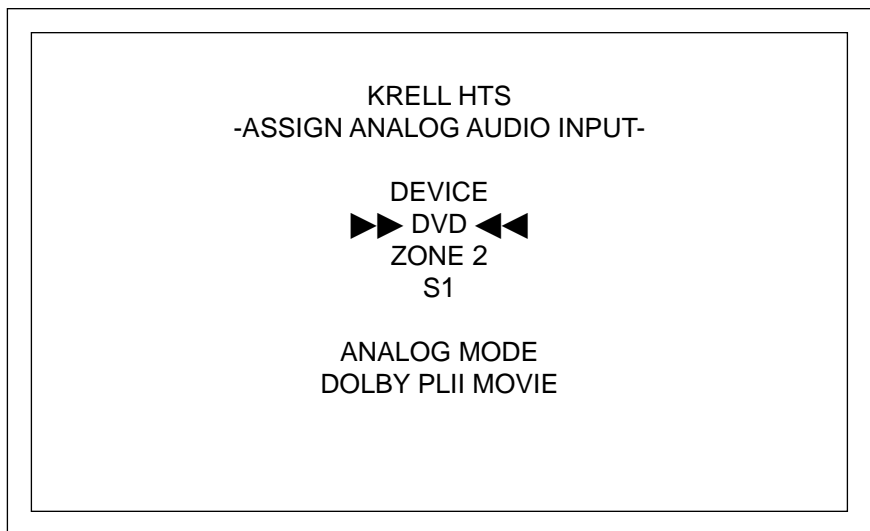 KRELL HTS
-ASSIGN ANALOG AUDIO INPUT-
DEVICE
▶▶ DVD ◀◀
ZONE 2
S1
ANALOG MODE
DOLBY PLII MOVIE